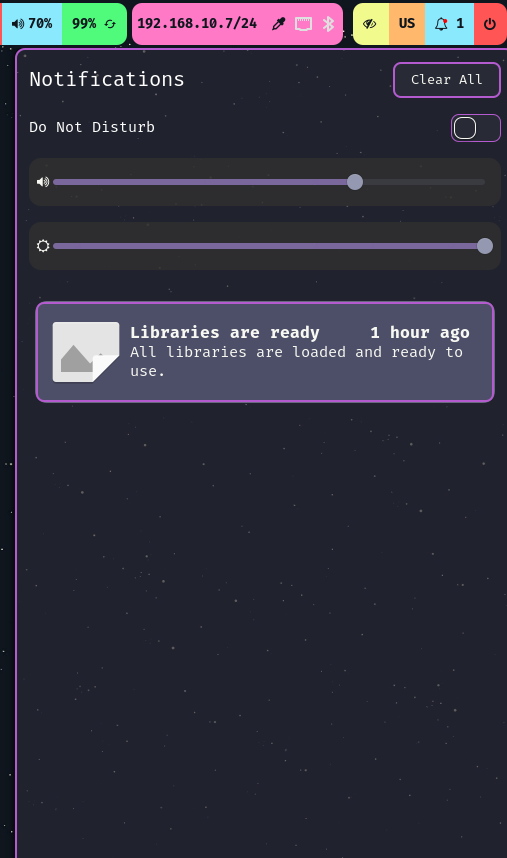 70% 99% 192.168.10.7/24 US 1
Notifications Clear All
Do Not Disturb
Libraries are ready 1 hour ago
All libraries are loaded and ready to
use.